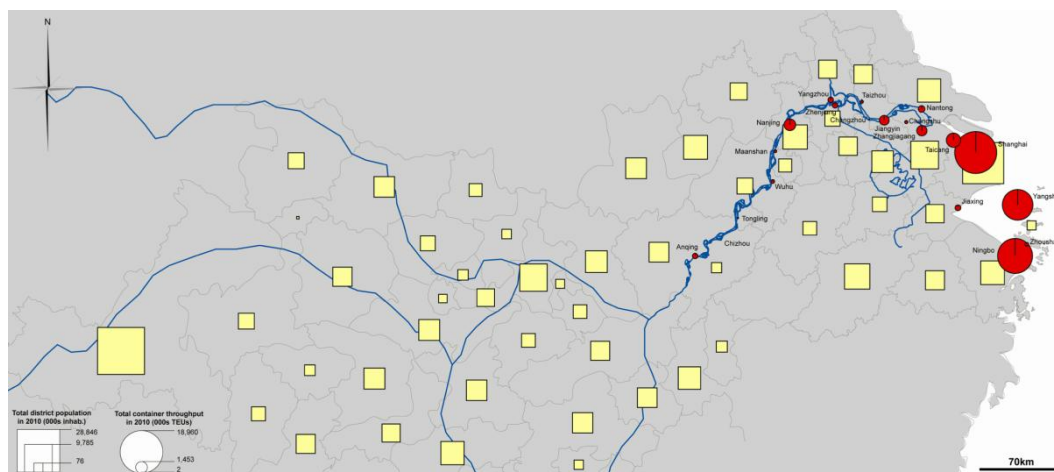 N
Yangzhou
Taizhou
Zhenjiang
Changzhou
Nantong
Changshu
Nanjing
Jiangyin
Zhangjiagang
Maanshan
Taicang
Shanghai
Wuhu
Jiaxing
Yangsh
Tongling
Chizhou
Anqing
Ningbo
Zhousha
Total district population
in 2010 (000s inhab.)
28,846
9,785
76
Total container throughput
in 2010 (000s TEUs)
18,960
1,453
2
70km